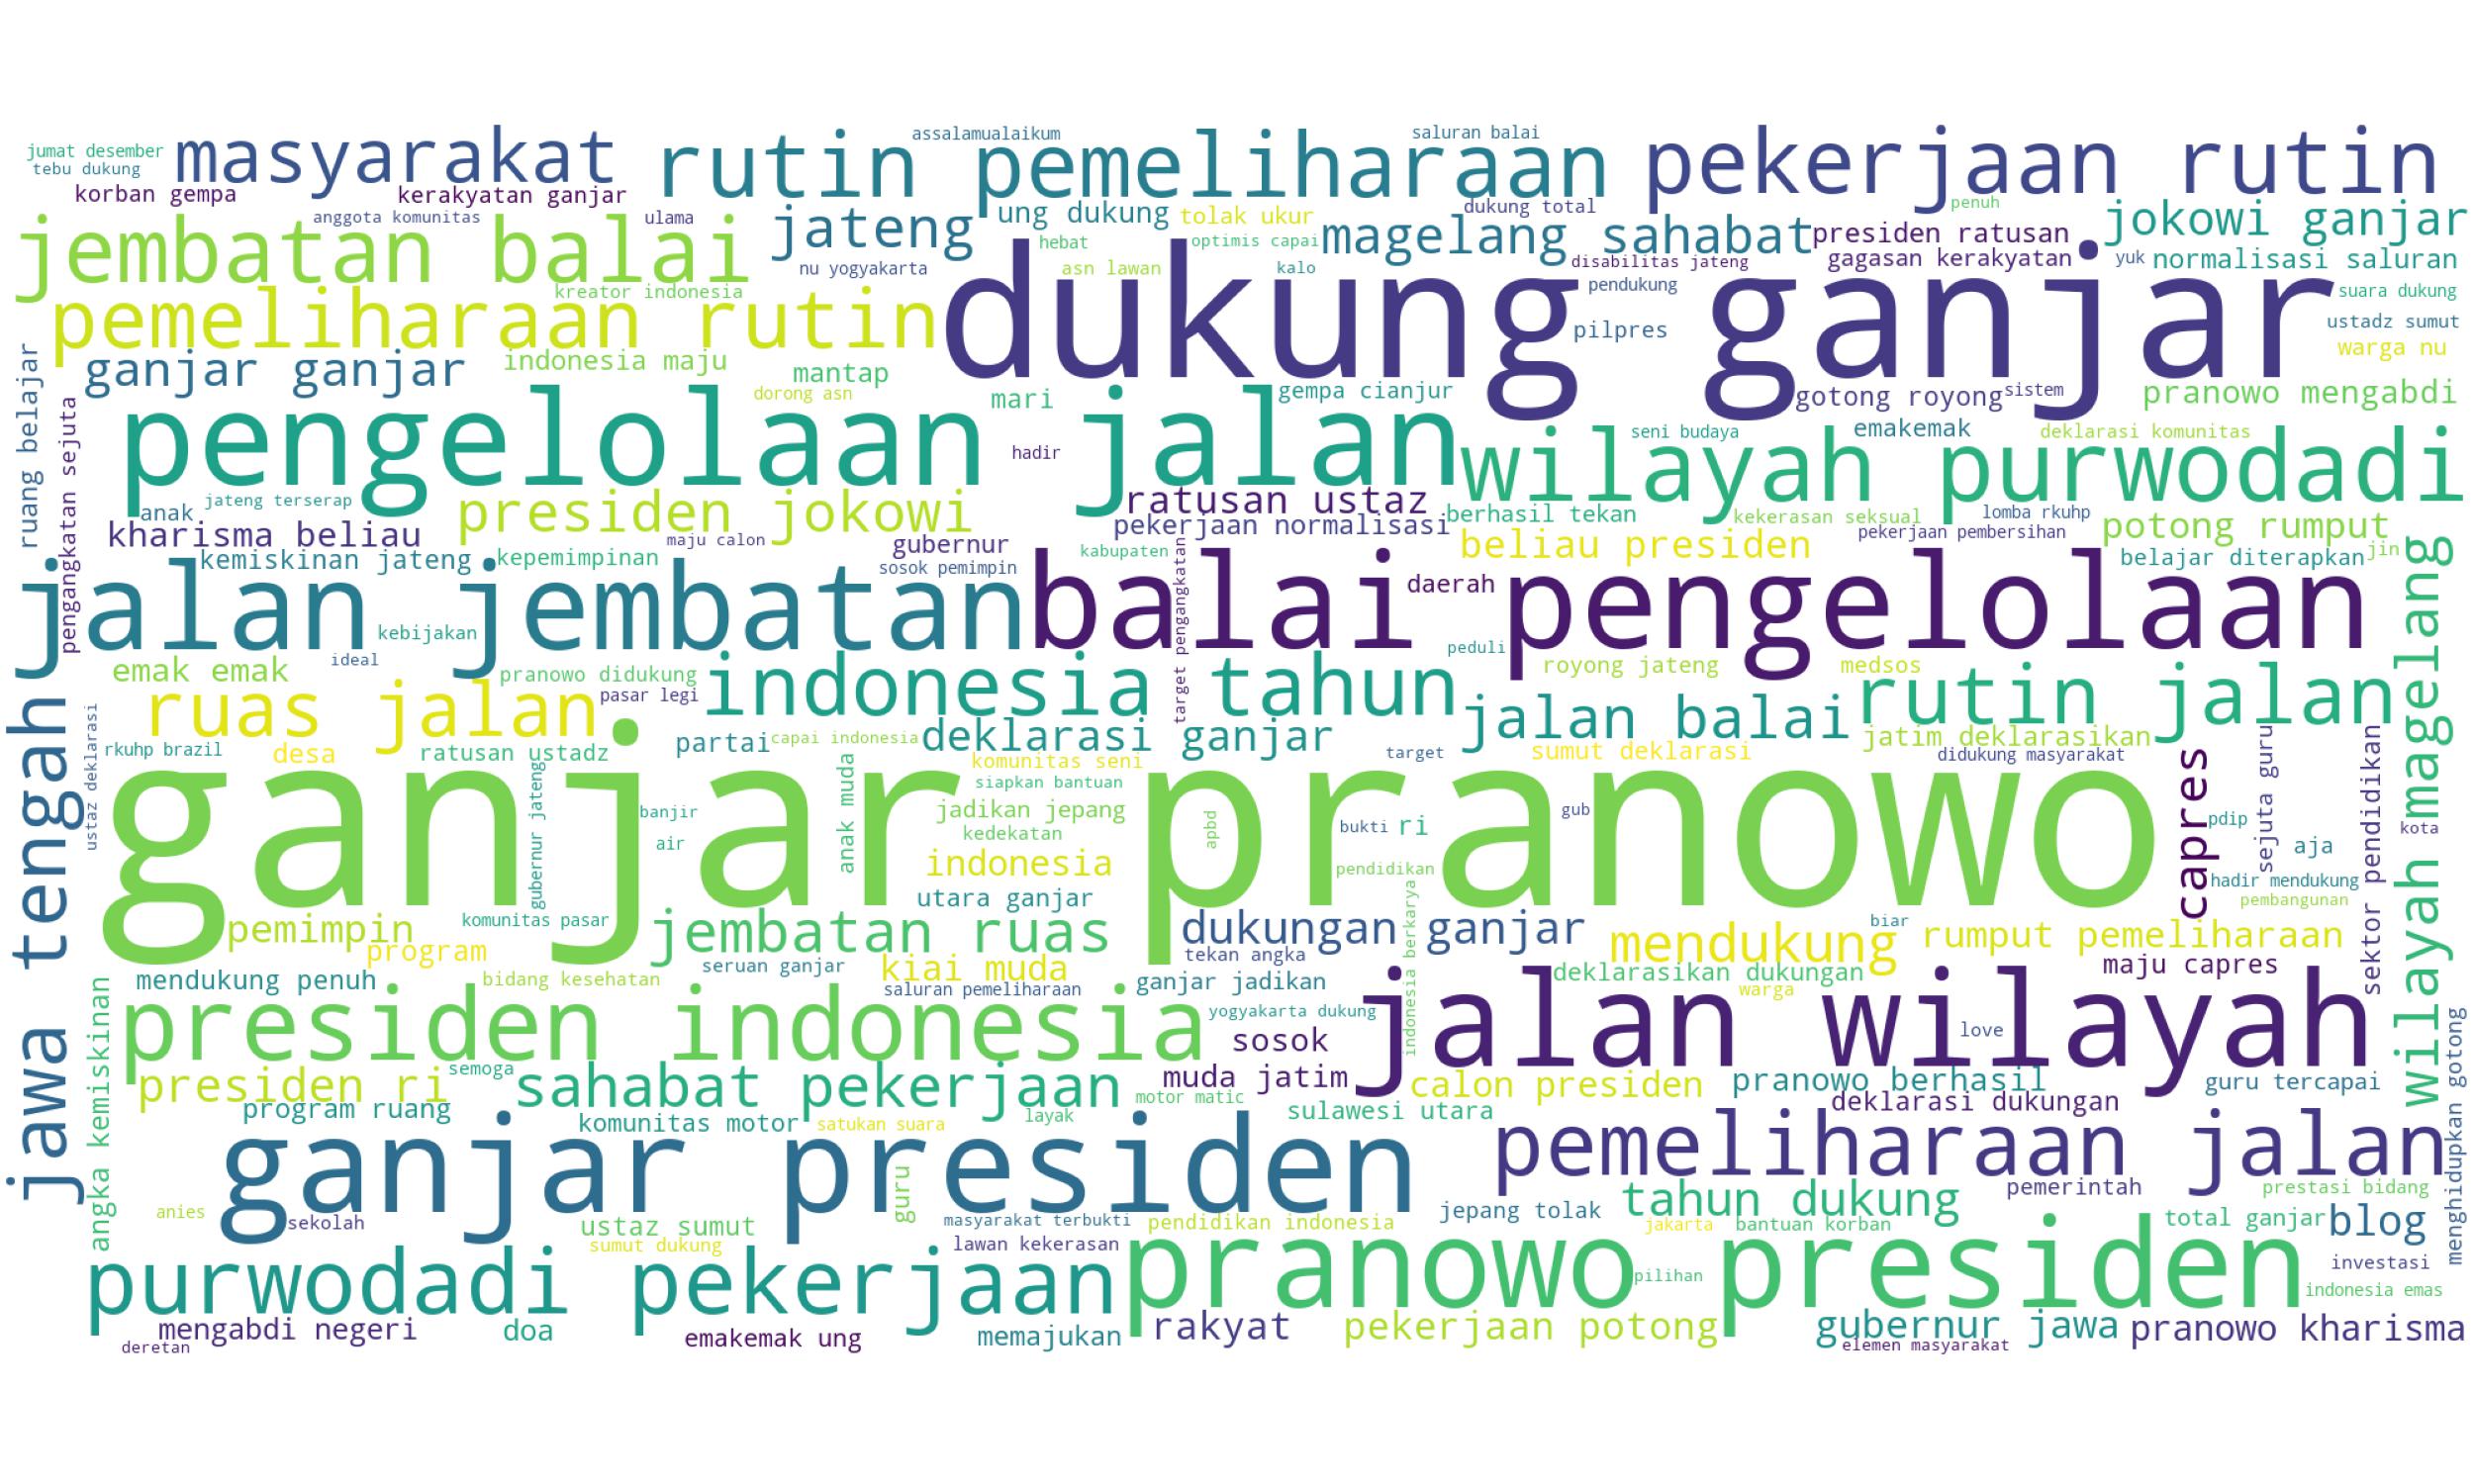 jumat desember
tebu dukung
masyarakat
rutin pemeliharaan
assalamualaikum
saluran balai
pekerjaan rutin
korban gempa
kerakyatan ganjar
anggota komunitas
ulama
jembatan balai
jateng
ung dukung
tolak ukur
dukung total
penuh
jokowi ganjar
hebat
optimis capai
magelang sahabat
presiden ratusan
nu yogyakarta
asn lawan
kalo
disabilitas jateng
gagasan kerakyatan
yuk
normalisasi saluran
kreator indonesia
dukung ganjar
pendukung
suara dukung
pemeliharaan rutin
pilpres
ustadz sumut
warga nu
ganjar ganjar
indonesia maju
mantap
dorong asn
mari
gempa cianjur
gotong royong
sistem
pranowo mengabdi
ruang belajar
pengangkatan sejuta
pengelolaan jalan
hadir
seni budaya
emakemak
deklarasi komunitas
wilayah purwodadi
anak
jateng terserap
presiden jokowi
ratusan ustaz
berhasil tekan
kekerasan seksual
lomba rkuhp
potong rumput
kharisma beliau
maju calon
gubernur
pekerjaan normalisasi
beliau presiden
pekerjaan pembersihan
kemiskinan jateng
kepemimpinan
sosok pemimpin
kabupaten
belajar diterapkan
jin
jalan jembatan
balai pengelolaan
daerah
kebijakan
target pengangkatan
wilayah magelang
emak emak
ideal
pranowo didukung
peduli
royong jateng
medsos
ruas jalan
pasar legi
indonesia tahun
jalan balai
rutin jalan
jawa tengah
ustaz deklarasi
rkuhp brazil
desa
ratusan ustadz
partai
capai indonesia
deklarasi ganjar
target
sumut deklarasi
jatim deklarasikan
didukung masyarakat
komunitas seni
siapkan bantuan
ganjar pranowo
gubernur jateng
banjir
air
anak muda
jadikan jepang
kedekatan
apbd
bukti
ri
gub
capres
pdip
sejuta guru
aja
sektor pendidikan
kota
indonesia
pendidikan
hadir mendukung
pembangunan
utara ganjar
indonesia berkarya
pemimpin
komunitas pasar
jembatan ruas
dukungan ganjar
mendukung
biar
rumput pemeliharaan
program
seruan ganjar
kiai muda
tekan angka
deklarasikan dukungan
maju capres
mendukung penuh
bidang kesehatan
saluran pemeliharaan
ganjar jadikan
warga
angka kemiskinan
presiden indonesia
yogyakarta dukung
sosok
jalan wilayah
love
menghidupkan gotong
presiden ri
semoga
sahabat pekerjaan
muda jatim
calon presiden
pranowo berhasil
guru tercapai
program ruang
komunitas motor
satukan suara
layak
motor matic
sulawesi utara
deklarasi dukungan
ganjar presiden
pemeliharaan jalan
guru
anies
sekolah
ustaz sumut
masyarakat terbukti
pendidikan indonesia
jepang tolak
tahun dukung
pemerintah
prestasi bidang
jakarta
bantuan korban
total ganjar
blog
sumut dukung
lawan kekerasan
purwodadi pekerjaan
pranowo presiden
pilihan
investasi
indonesia emas
mengabdi negeri
doa
deretan
emakemak ung
memajukan
rakyat
pekerjaan potong
gubernur jawa
elemen masyarakat
pranowo kharisma